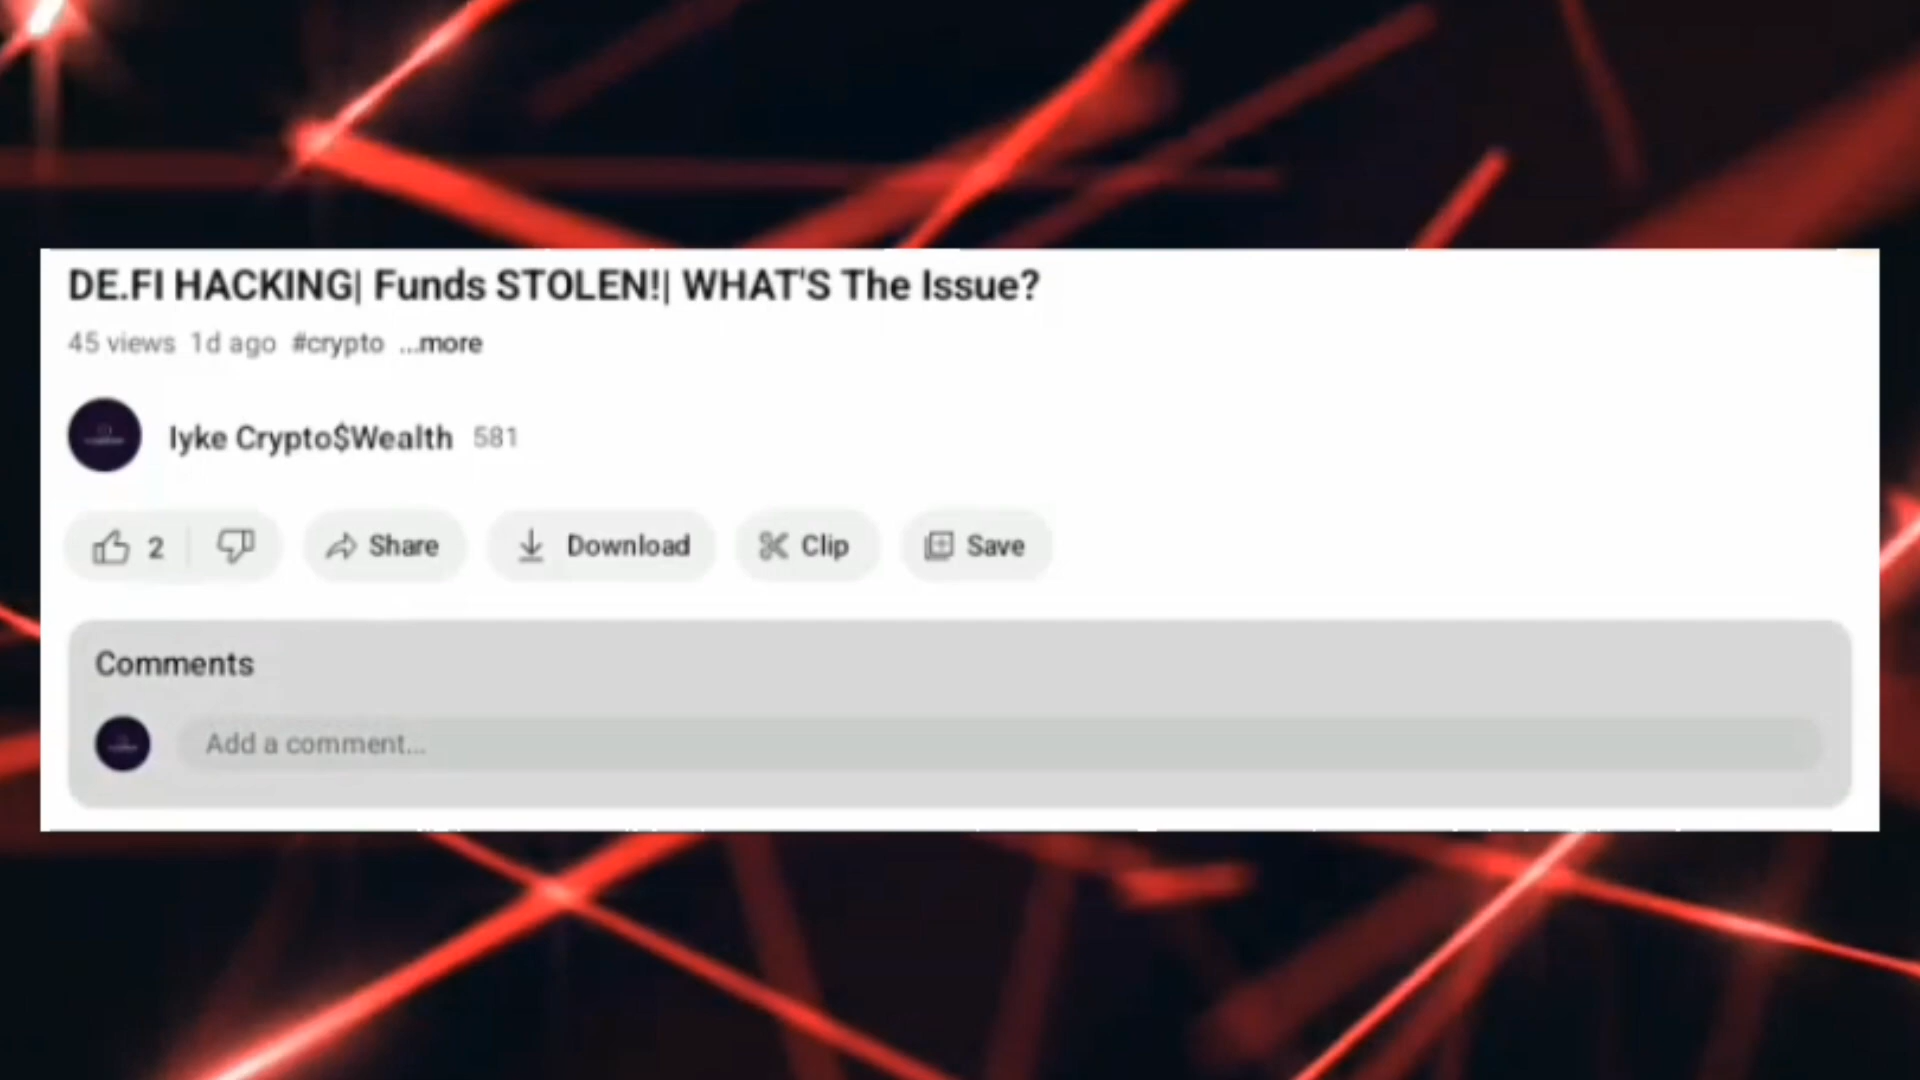 DE.FI HACKING| Funds STOLEN!| WHAT'S The Issue?
45 views 1d ago #crypto ...more
Iyke Crypto$Wealth 581
2 Share Download Clip Save
Comments
Add a comment...